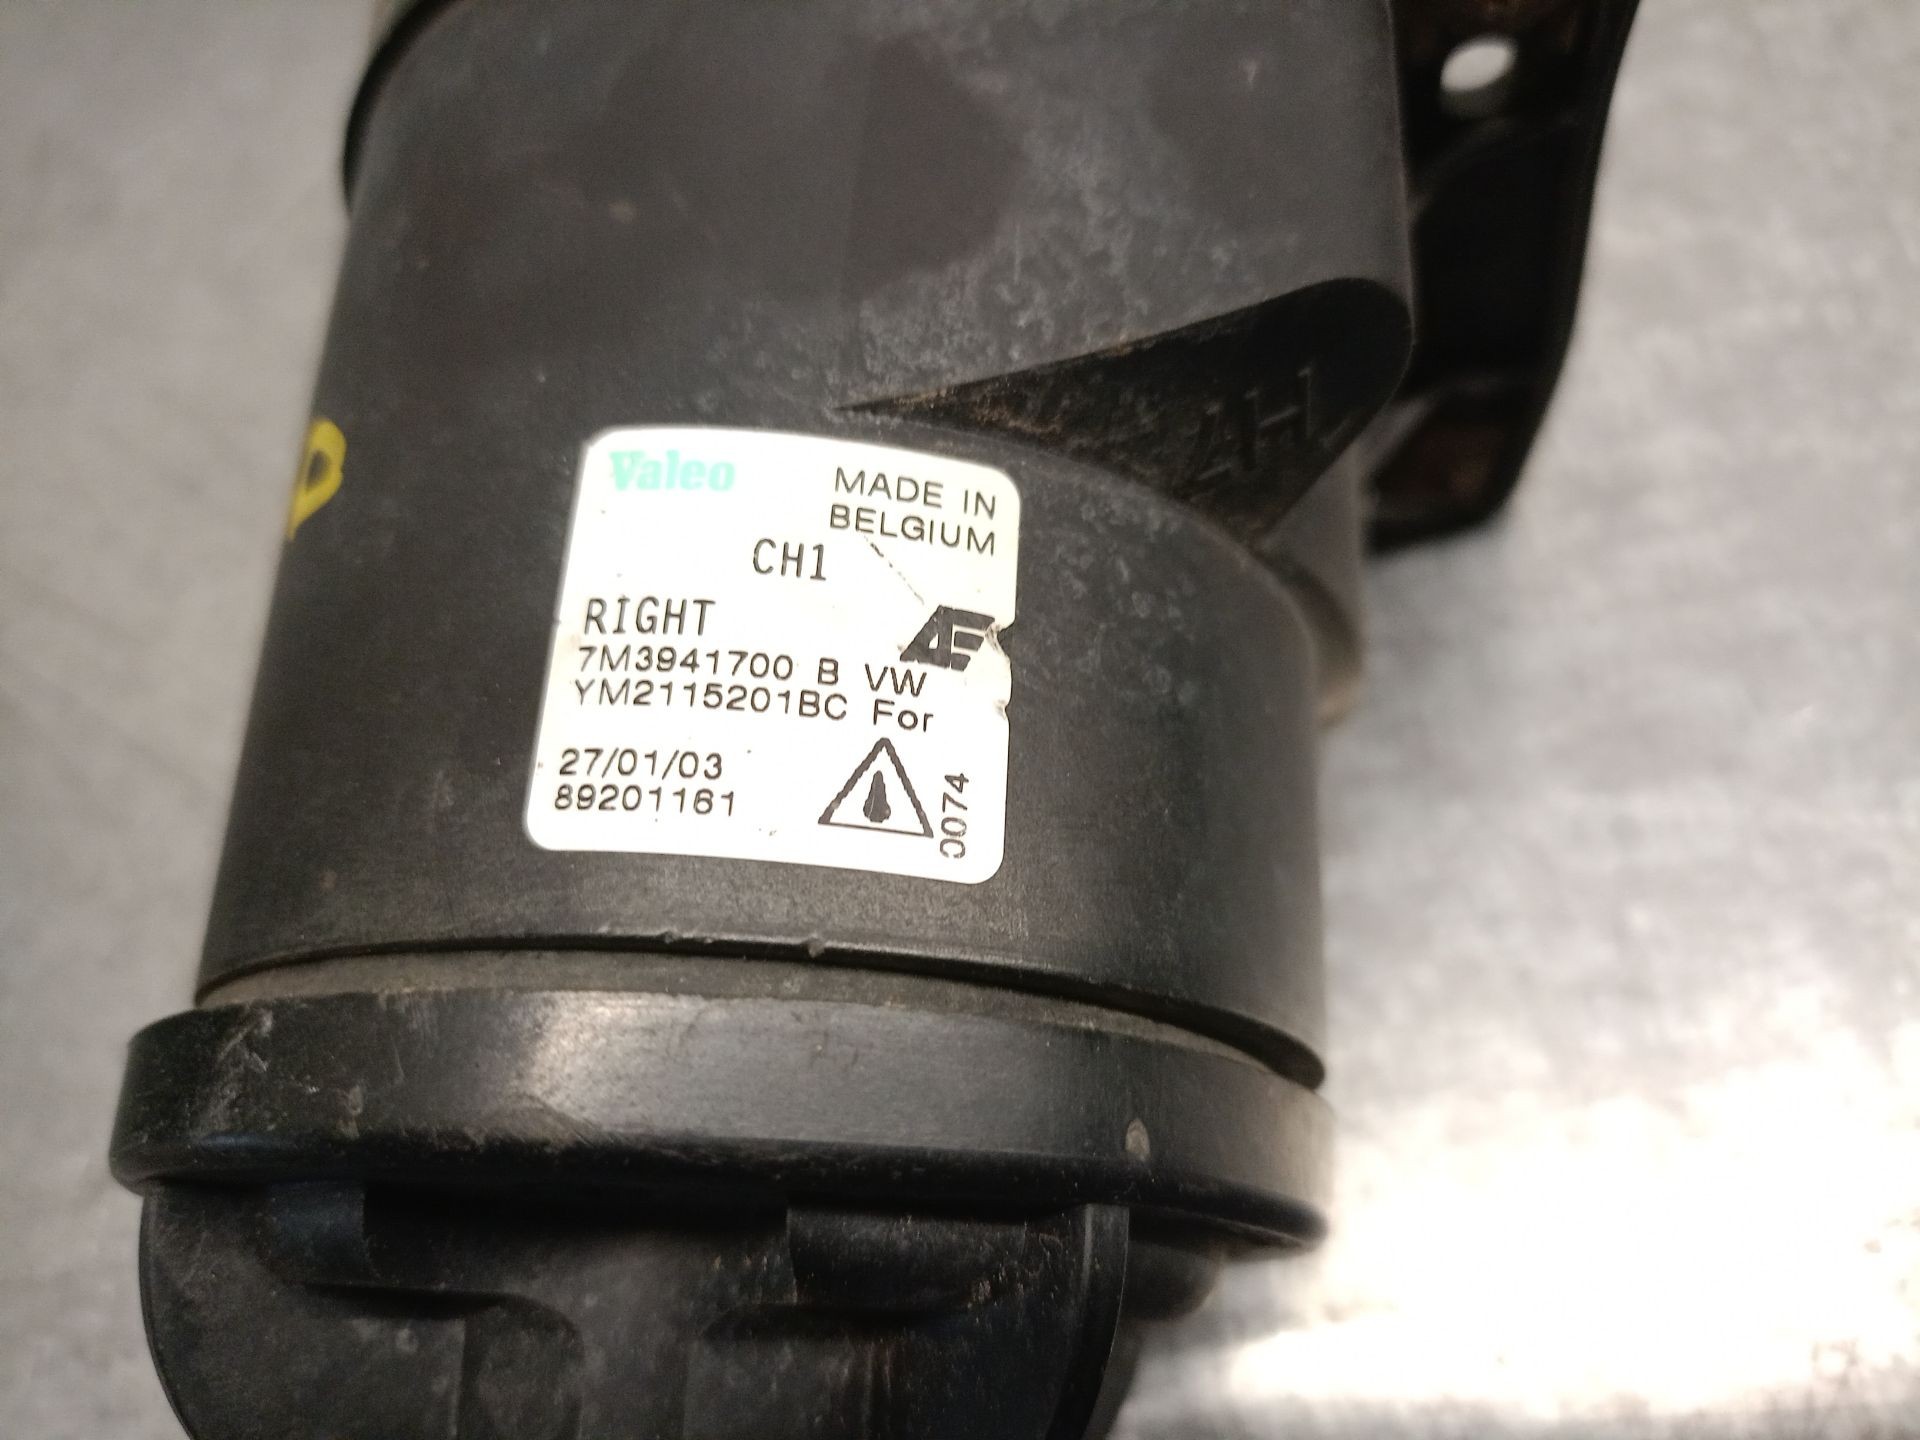 Valeo
MADE IN
BELGIUM
CH1
RIGHT
7M3941700 B VW
YM2115201BC For
27/01/03
89201161
0074